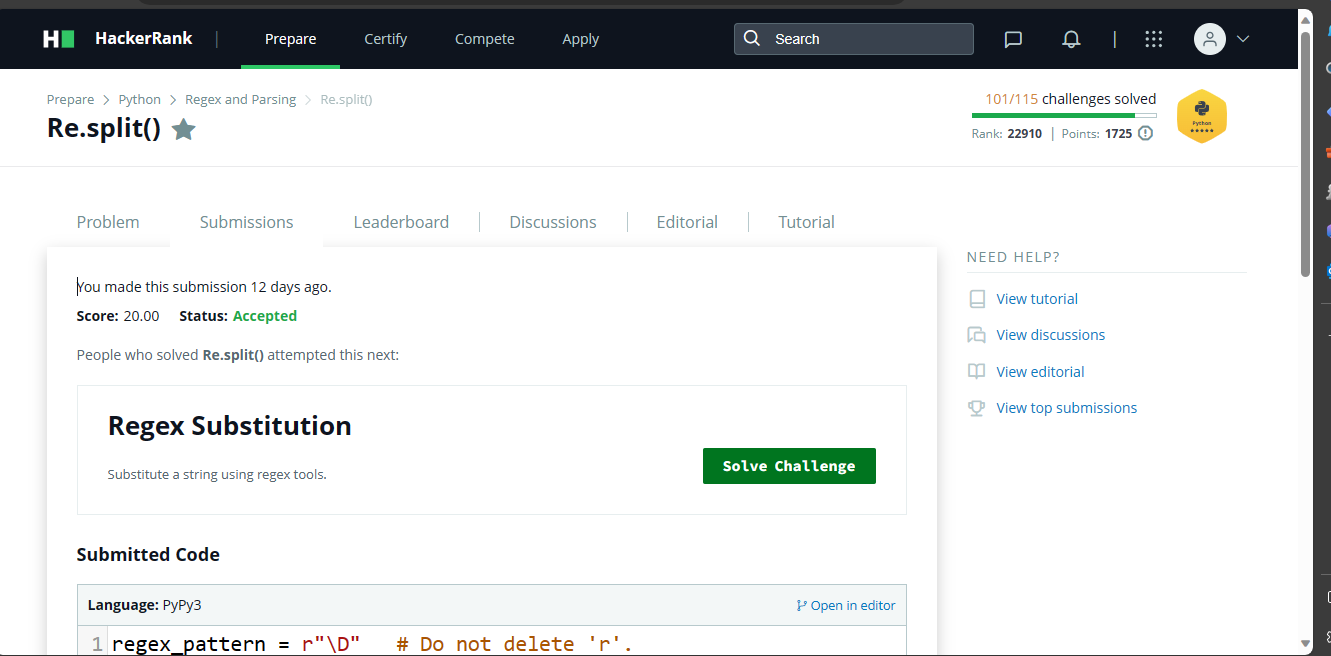 H HackerRank | Prepare Certify Compete Apply Search |
Prepare > Python > Regex and Parsing > Re.split()
Re.split()
101/115 challenges solved
Rank: 22910 | Points: 1725
Python
Problem Submissions Leaderboard Discussions Editorial Tutorial
You made this submission 12 days ago.
Score: 20.00 Status: Accepted
People who solved Re.split() attempted this next:
Regex Substitution
Substitute a string using regex tools.
Solve Challenge
Submitted Code
Language: PyPy3 Open in editor
1 regex_pattern = r"\D" # Do not delete 'r'.
NEED HELP?
View tutorial
View discussions
View editorial
View top submissions